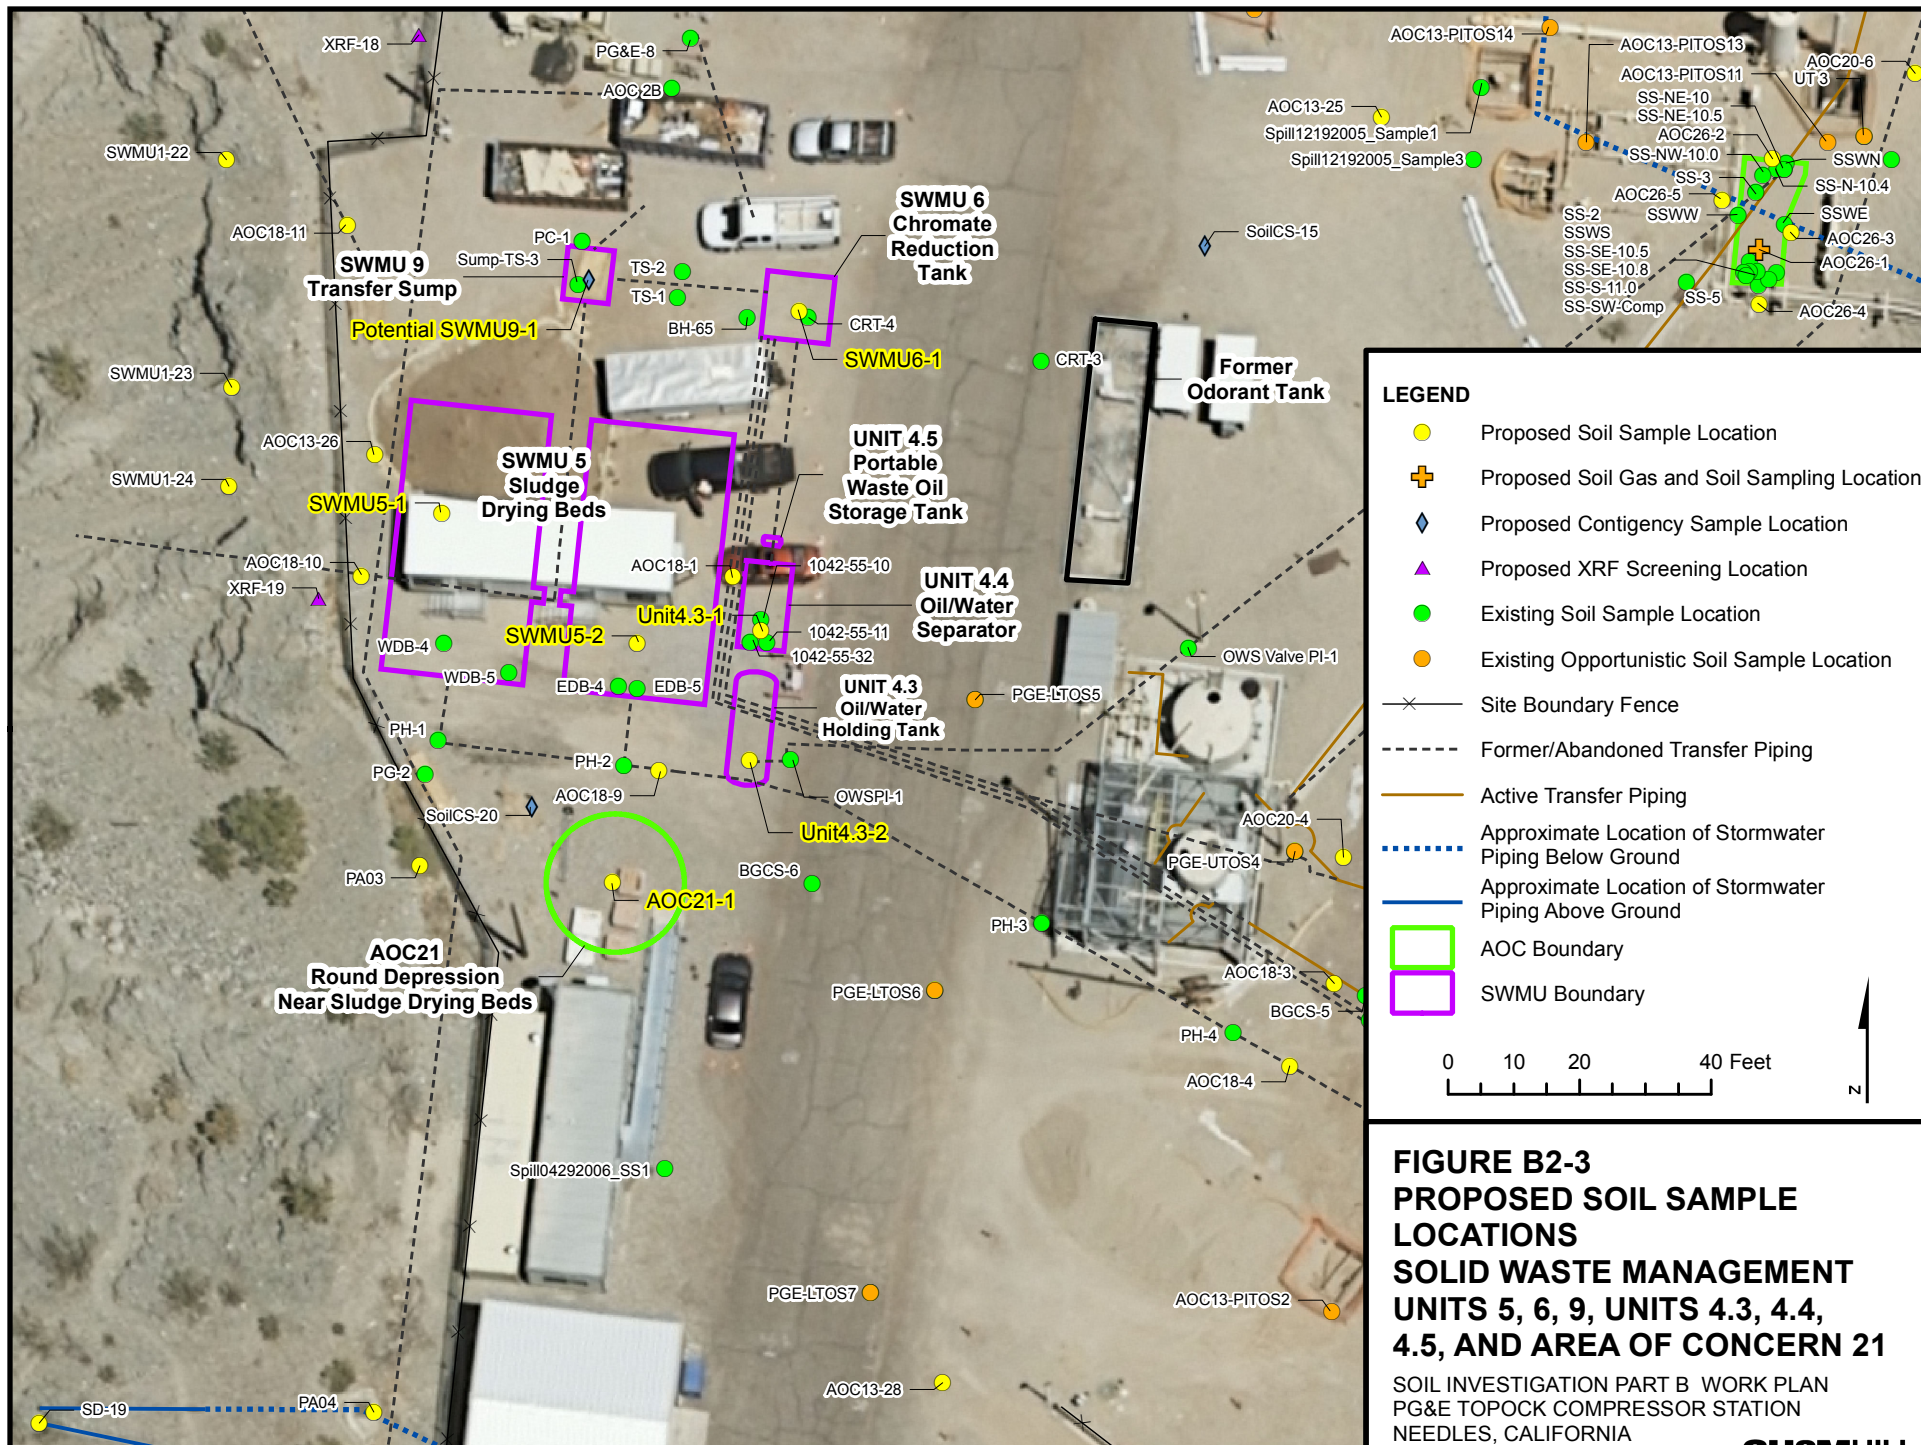 XRF-18
PG&E-8
AOC-2B
SWMU1-22
AOC18-11
SWMU 9
Transfer Sump
PC-1
Sump-TS-3
TS-2
TS-1
Potential SWMU9-1
BH-65
SWMU 6
Chromate
Reduction
Tank
CRT-4
SWMU6-1
SoilCS-15
CRT-3
Former
Odorant Tank
AOC13-PITOS14
AOC13-25
Spill12192005_Sample1
Spill12192005_Sample3
AOC13-PITOS13
AOC13-PITOS11
AOC20-6
UT 3
SS-NE-10
SS-NE-10.5
AOC26-2
SS-NW-10.0
SS-3
AOC26-5
SSWW
SSWN
SS-N-10.4
SSWE
AOC26-3
AOC26-1
SS-2
SSWS
SS-SE-10.5
SS-SE-10.8
SS-S-11.0
SS-SW-Comp
SS-5
AOC26-4
SWMU1-23
AOC13-26
SWMU1-24
SWMU5-1
SWMU 5
Sludge
Drying Beds
UNIT 4.5
Portable
Waste Oil
Storage Tank
AOC18-10
XRF-19
AOC18-1
1042-55-10
UNIT 4.4
Oil/Water
Separator
Unit4.3-1
SWMU5-2
1042-55-11
1042-55-32
WDB-4
WDB-5
EDB-4
EDB-5
UNIT 4.3
Oil/Water
Holding Tank
OWS Valve PI-1
PGE-LTOS5
PH-1
PG-2
PH-2
AOC18-9
OWSPI-1
SoilCS-20
Unit4.3-2
PA03
BGCS-6
AOC21-1
AOC20-4
PGE-UTOS4
PH-3
AOC21
Round Depression
Near Sludge Drying Beds
PGE-LTOS6
AOC18-3
BGCS-5
PH-4
AOC18-4
Spill04292006_SS1
PGE-LTOS7
AOC13-PITOS2
AOC13-28
SD-19
PA04
LEGEND
Proposed Soil Sample Location
Proposed Soil Gas and Soil Sampling Location
Proposed Contigency Sample Location
Proposed XRF Screening Location
Existing Soil Sample Location
Existing Opportunistic Soil Sample Location
Site Boundary Fence
Former/Abandoned Transfer Piping
Active Transfer Piping
Approximate Location of Stormwater
Piping Below Ground
Approximate Location of Stormwater
Piping Above Ground
AOC Boundary
SWMU Boundary
0 10 20 40 Feet
z
FIGURE B2-3
PROPOSED SOIL SAMPLE
LOCATIONS
SOLID WASTE MANAGEMENT
UNITS 5, 6, 9, UNITS 4.3, 4.4,
4.5, AND AREA OF CONCERN 21
SOIL INVESTIGATION PART B WORK PLAN
PG&E TOPOCK COMPRESSOR STATION
NEEDLES, CALIFORNIA